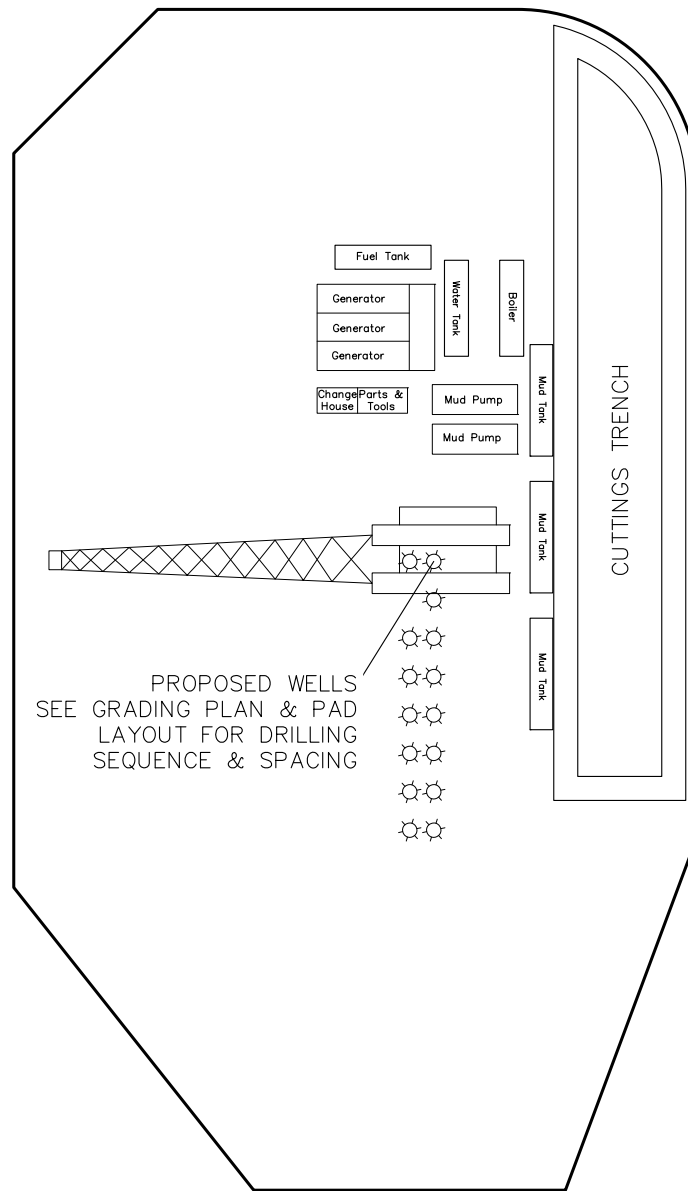 Fuel Tank
Water Tank
Boiler
Generator
Generator
Generator
Change
House
Parts &
Tools
Mud Pump
Mud Pump
Mud Tank
Mud Tank
Mud Tank
CUTTINGS TRENCH
PROPOSED WELLS
SEE GRADING PLAN & PAD
LAYOUT FOR DRILLING
SEQUENCE & SPACING